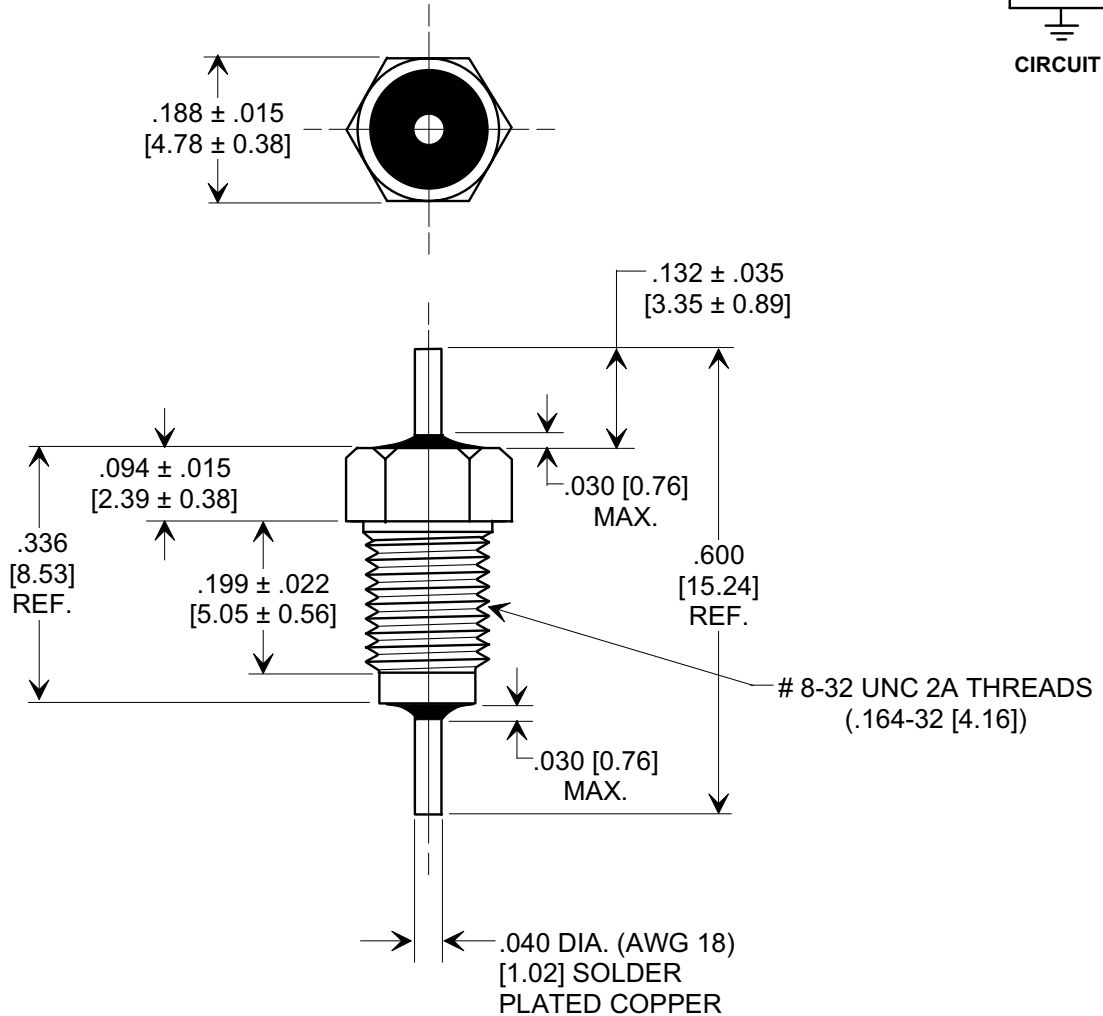 CIRCUIT
.188 ± .015
[4.78 ± 0.38]
.132 ± .035
[3.35 ± 0.89]
.094 ± .015
[2.39 ± 0.38]
.030 [0.76]
MAX.
.336
[8.53]
REF.
.199 ± .022
[5.05 ± 0.56]
.600
[15.24]
REF.
# 8-32 UNC 2A THREADS
(.164-32 [4.16])
.030 [0.76]
MAX.
.040 DIA. (AWG 18)
[1.02] SOLDER
PLATED COPPER